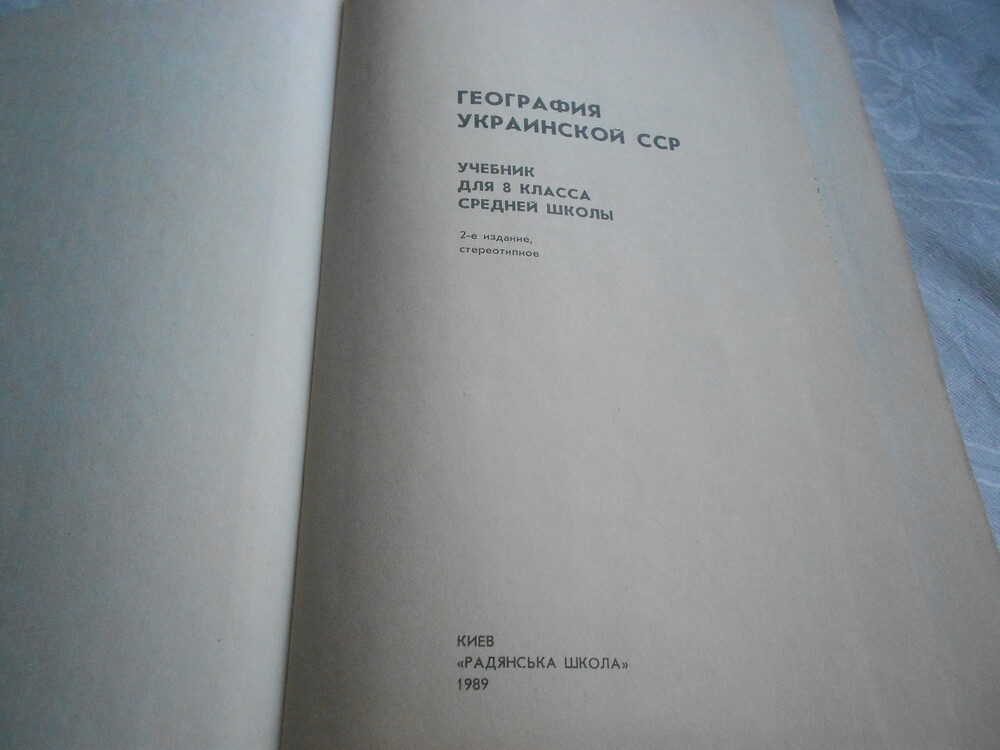 ГЕОГРАФИЯ
УКРАИНСКОЙ ССР
УЧЕБНИК
ДЛЯ 8 КЛАССА
СРЕДНЕЙ ШКОЛЫ
2-е издание,
стереотипное
КИЕВ
«РАДЯНСЬКА ШКОЛА»
1989